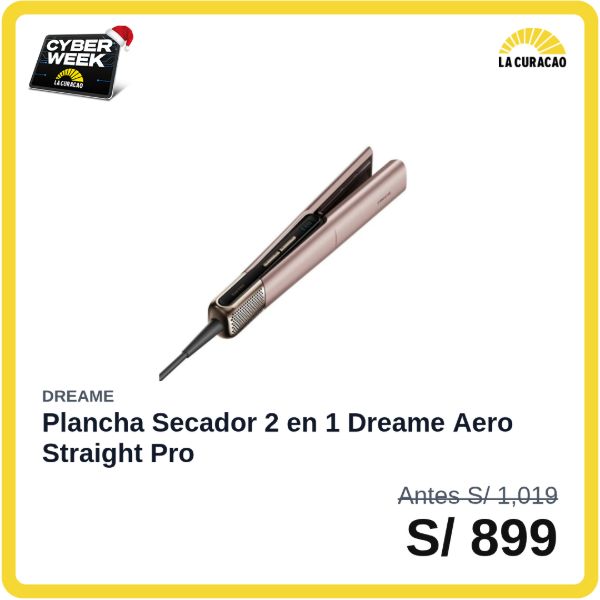 CYBER
WEEK
LA CURACAO
LA CURACAO
DREAME
Plancha Secador 2 en 1 Dreame Aero
Straight Pro
Antes S/ 1,019
S/ 899